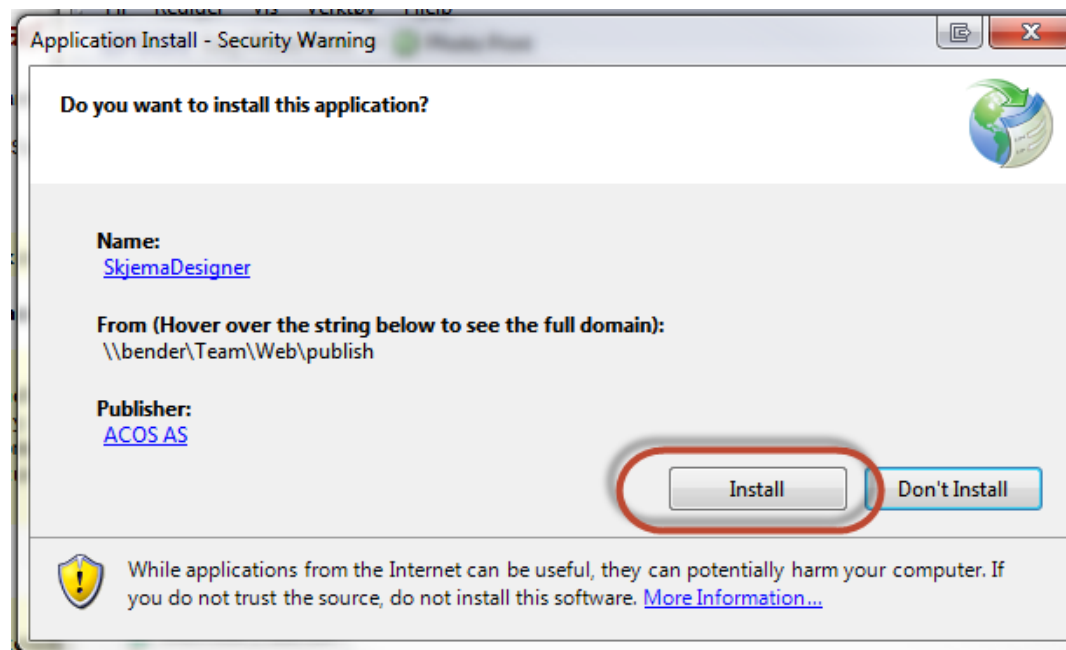 Application Install - Security Warning
Do you want to install this application?
Name:
SkjemaDesigner
From (Hover over the string below to see the full domain):
\\bender\Team\Web\publish
Publisher:
ACOS AS
Install
Don't Install
While applications from the Internet can be useful, they can potentially harm your computer. If
you do not trust the source, do not install this software. More Information...